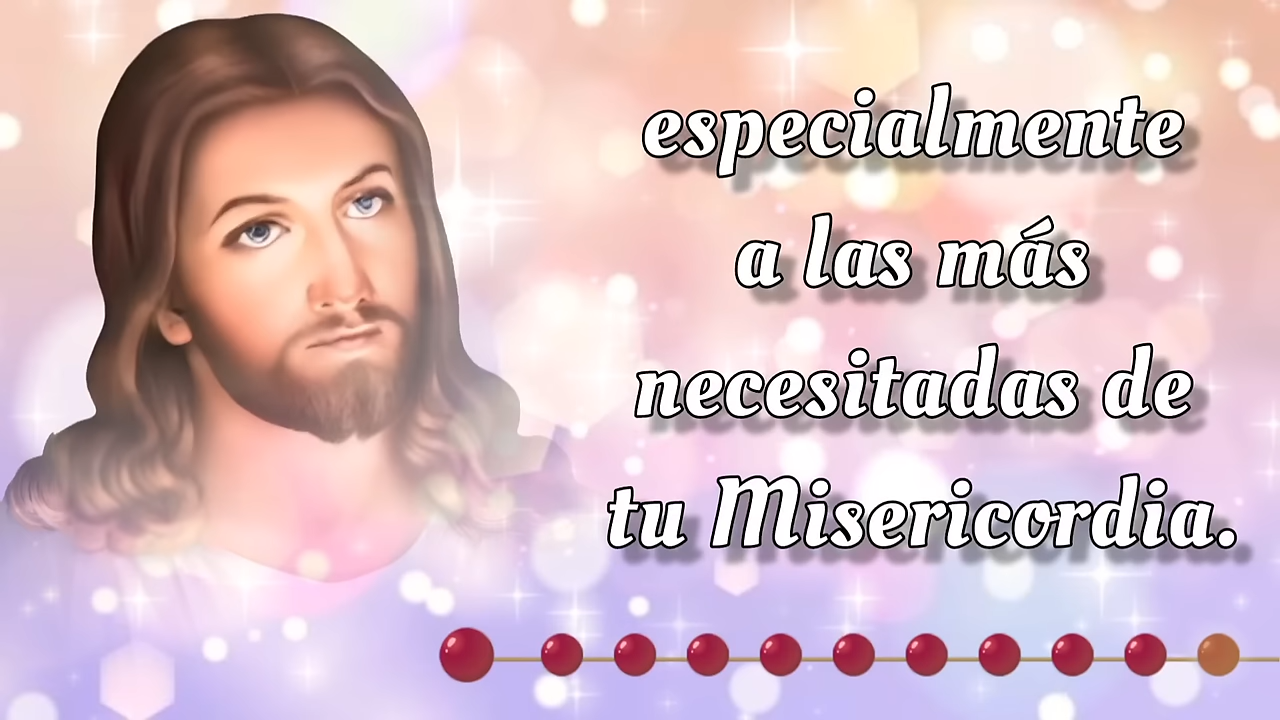 especialmente
a las más
necesitadas de
tu Misericordia.